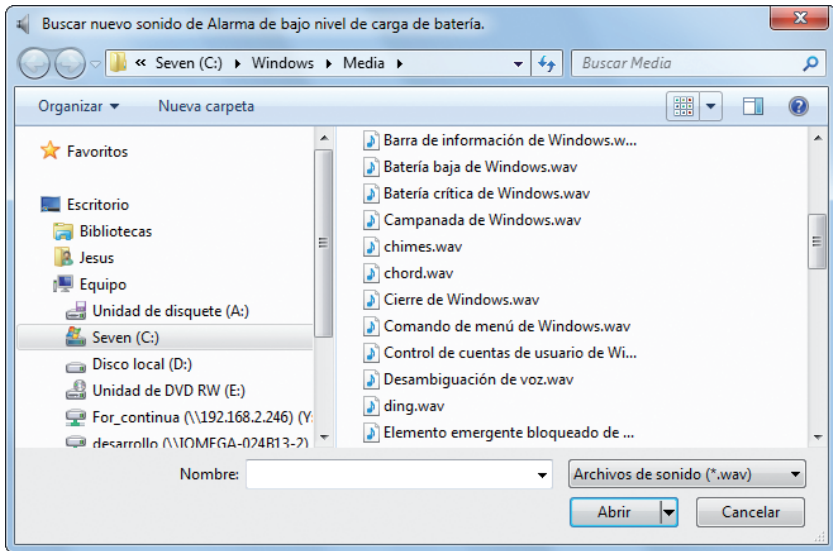 Buscar nuevo sonido de Alarma de bajo nivel de carga de batería.
« Seven (C:) Windows Media
Buscar Media
Organizar Nueva carpeta
Favoritos
Escritorio
Bibliotecas
Jesus
Equipo
Unidad de disquete (A:)
Seven (C:)
Disco local (D:)
Unidad de DVD RW (E:)
For_continua (\\192.168.2.246) (Y:
desarrollo (\\IOMEGA-024B13-2)
Barra de información de Windows.w...
Batería baja de Windows.wav
Batería crítica de Windows.wav
Campanada de Windows.wav
chimes.wav
chord.wav
Cierre de Windows.wav
Comando de menú de Windows.wav
Control de cuentas de usuario de Wi...
Desambiguación de voz.wav
ding.wav
Elemento emergente bloqueado de ...
Nombre:
Archivos de sonido (*.wav)
Abrir Cancelar